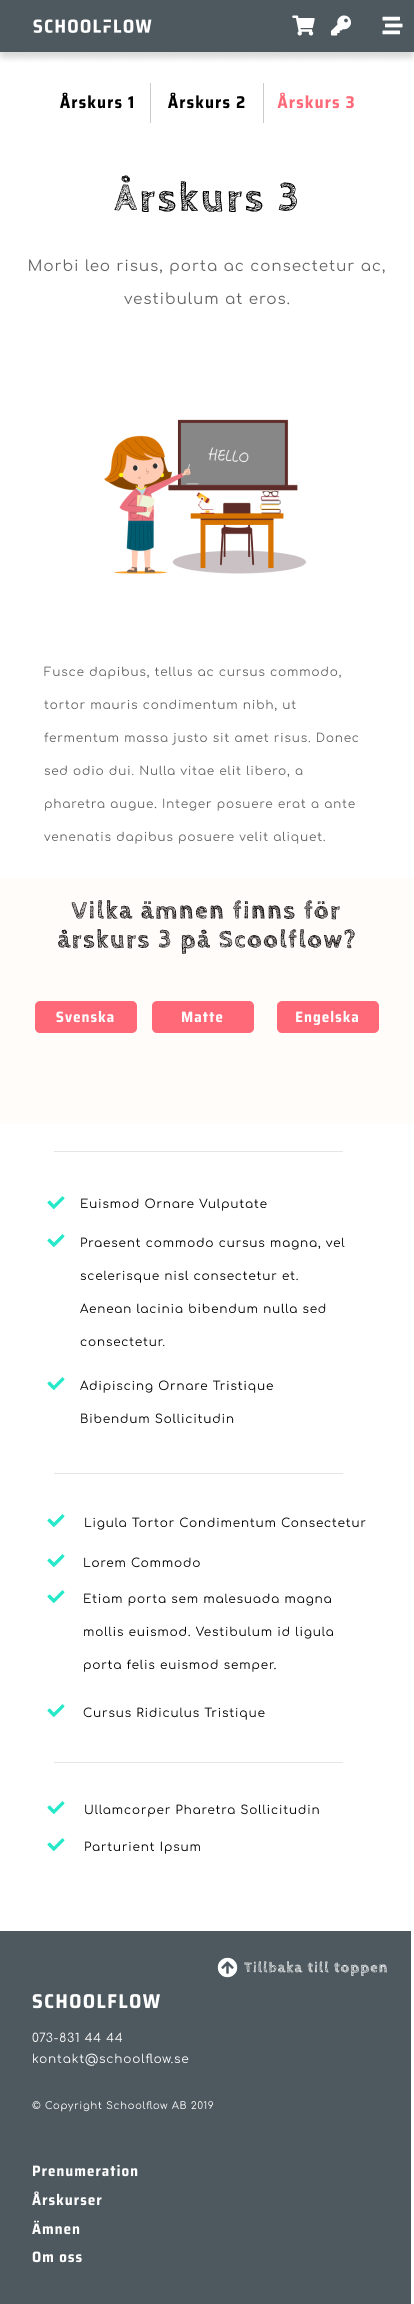 SCHOOLFLOW
Årskurs 1 Årskurs 2 Årskurs 3
Årskurs 3
Morbi leo risus, porta ac consectetur ac,
vestibulum at eros.
HELLO
Fusce dapibus, tellus ac cursus commodo,
tortor mauris condimentum nibh, ut
fermentum massa justo sit amet risus. Donec
sed odio dui. Nulla vitae elit libero, a
pharetra augue. Integer posuere erat a ante
venenatis dapibus posuere velit aliquet.
Vilka ämnen finns för
årskurs 3 på Scoolflow?
Svenska Matte Engelska
Euismod Ornare Vulputate
Praesent commodo cursus magna, vel
scelerisque nisl consectetur et.
Aenean lacinia bibendum nulla sed
consectetur.
Adipiscing Ornare Tristique
Bibendum Sollicitudin
Ligula Tortor Condimentum Consectetur
Lorem Commodo
Etiam porta sem malesuada magna
mollis euismod. Vestibulum id ligula
porta felis euismod semper.
Cursus Ridiculus Tristique
Ullamcorper Pharetra Sollicitudin
Parturient Ipsum
Tillbaka till toppen
SCHOOLFLOW
073-831 44 44
kontakt@schoolflow.se
© Copyright Schoolflow AB 2019
Prenumeration
Årskurser
Ämnen
Om oss